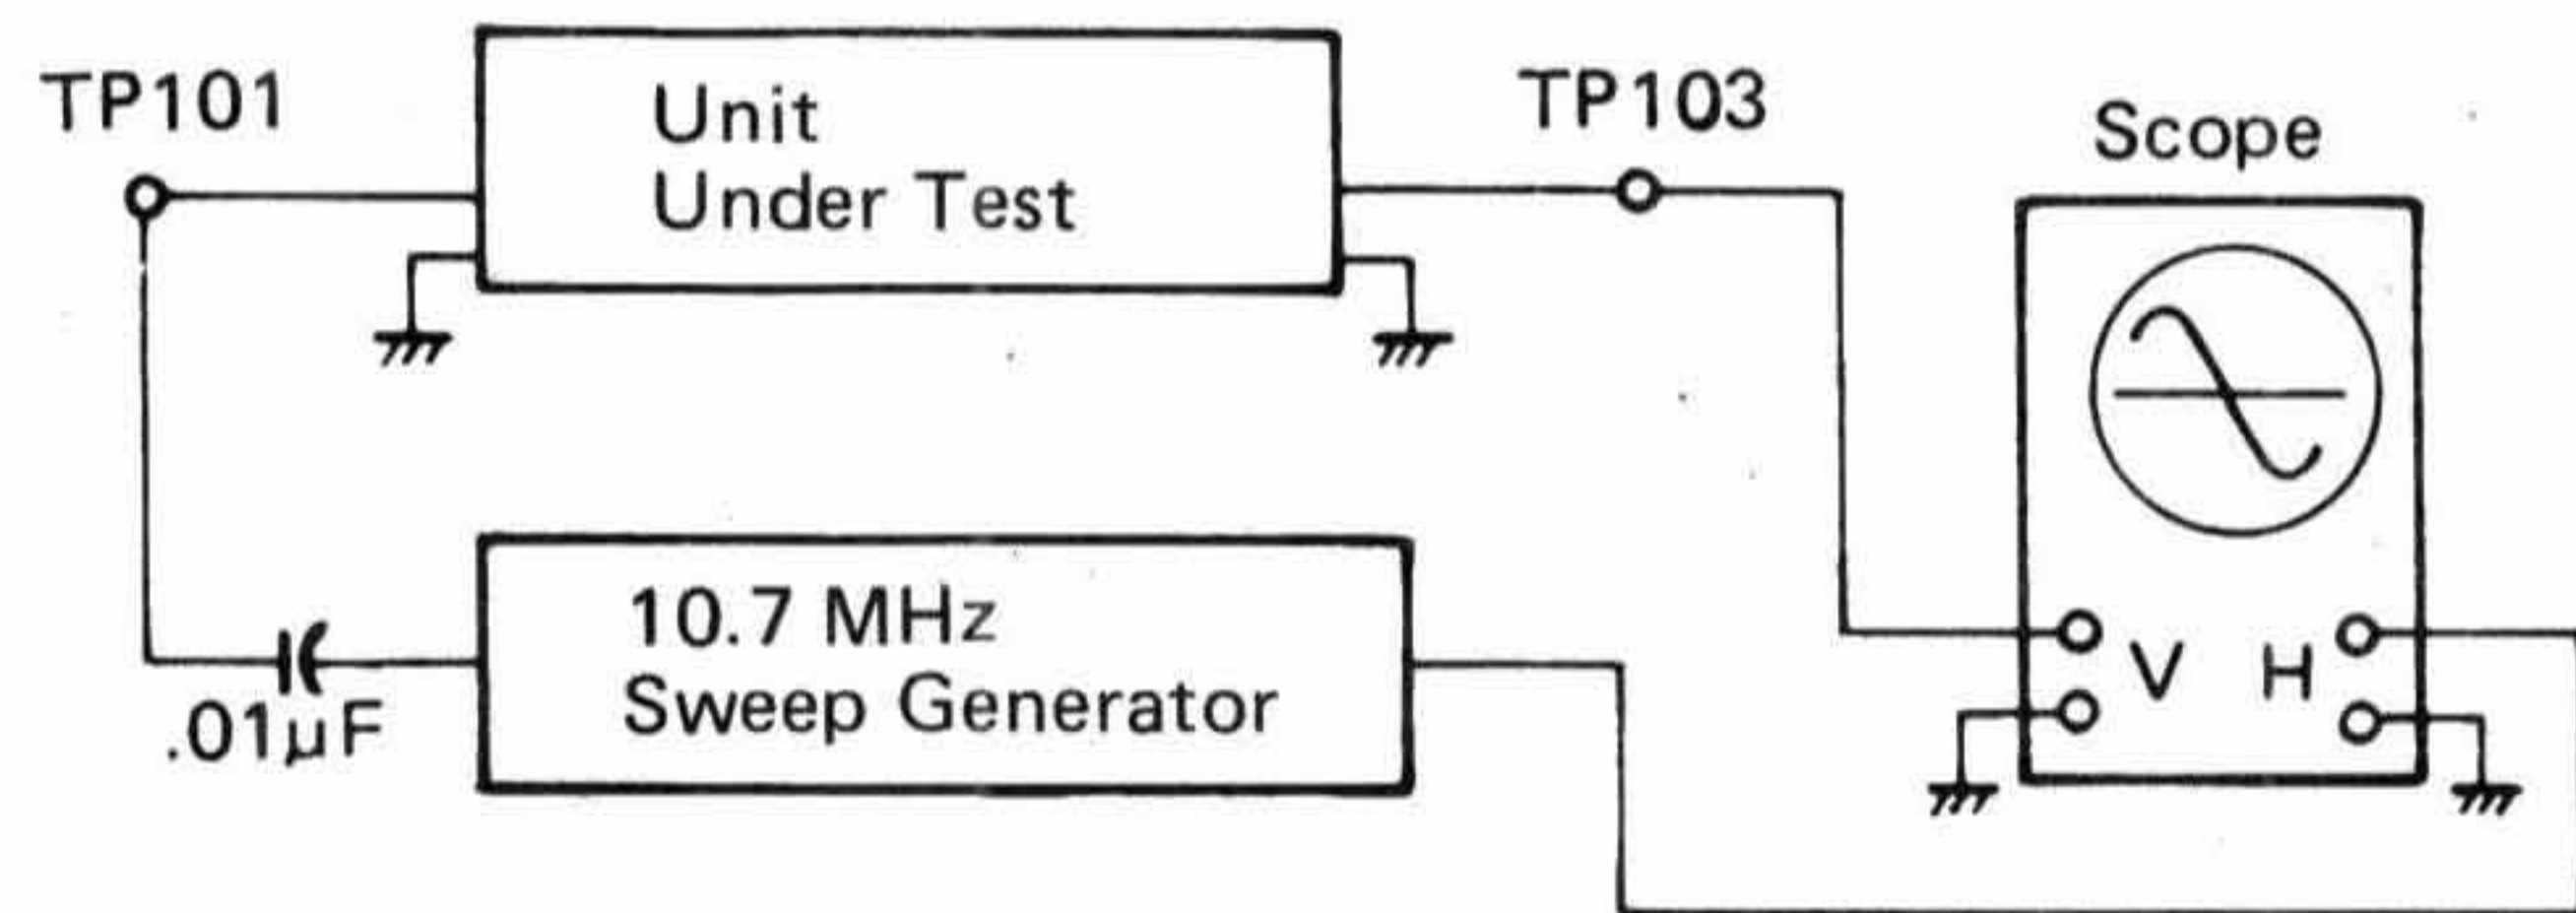 TP101
Unit
Under Test
TP103
Scope
10.7 MHz
Sweep Generator
.01µF
V H